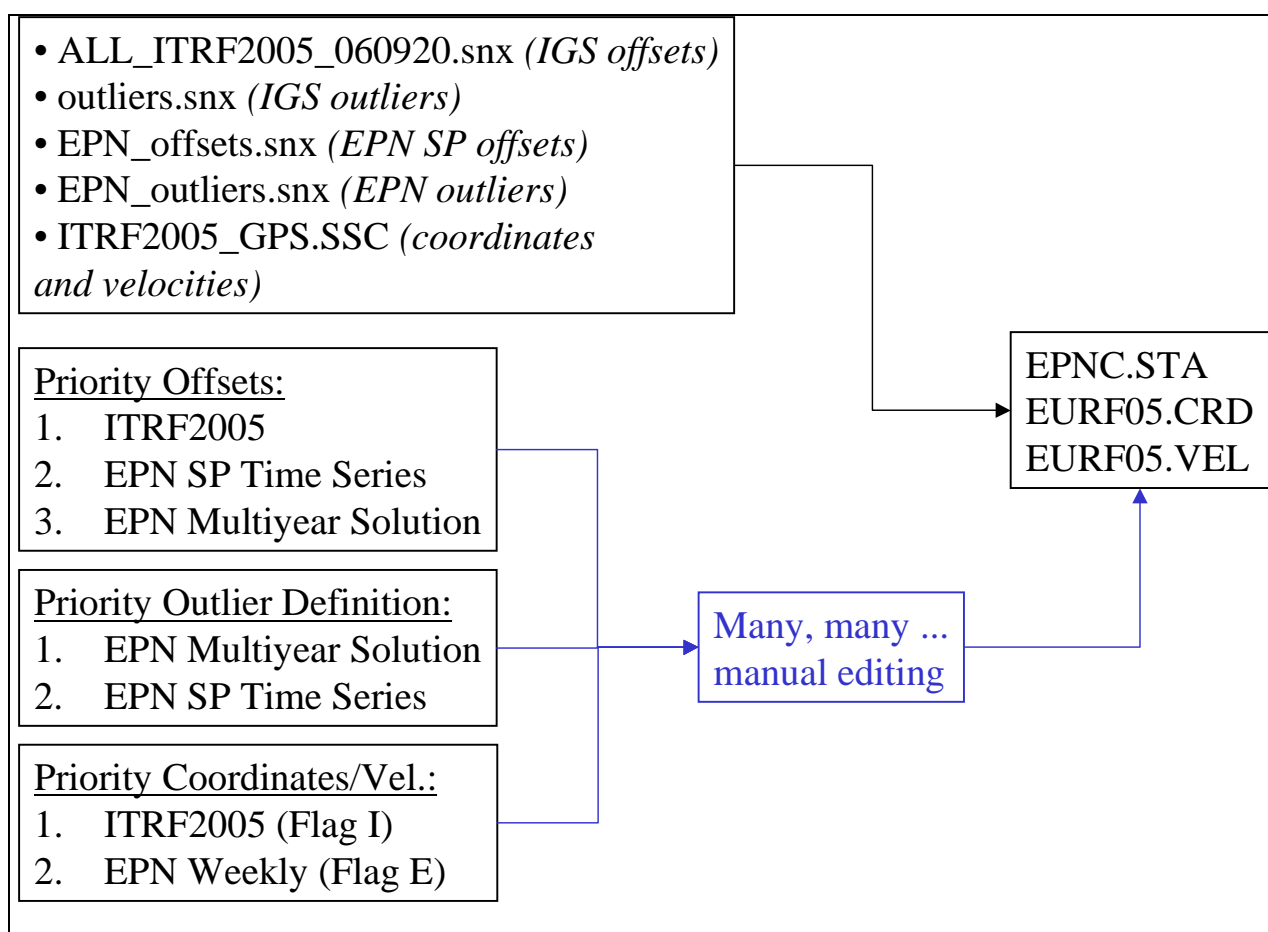 • ALL_ITRF2005_060920.snx (IGS offsets)
• outliers.snx (IGS outliers)
• EPN_offsets.snx (EPN SP offsets)
• EPN_outliers.snx (EPN outliers)
• ITRF2005_GPS.SSC (coordinates
and velocities)
Priority Offsets:
1. ITRF2005
2. EPN SP Time Series
3. EPN Multiyear Solution
Priority Outlier Definition:
1. EPN Multiyear Solution
2. EPN SP Time Series
Priority Coordinates/Vel.:
1. ITRF2005 (Flag I)
2. EPN Weekly (Flag E)
Many, many ...
manual editing
EPNC.STA
EURF05.CRD
EURF05.VEL